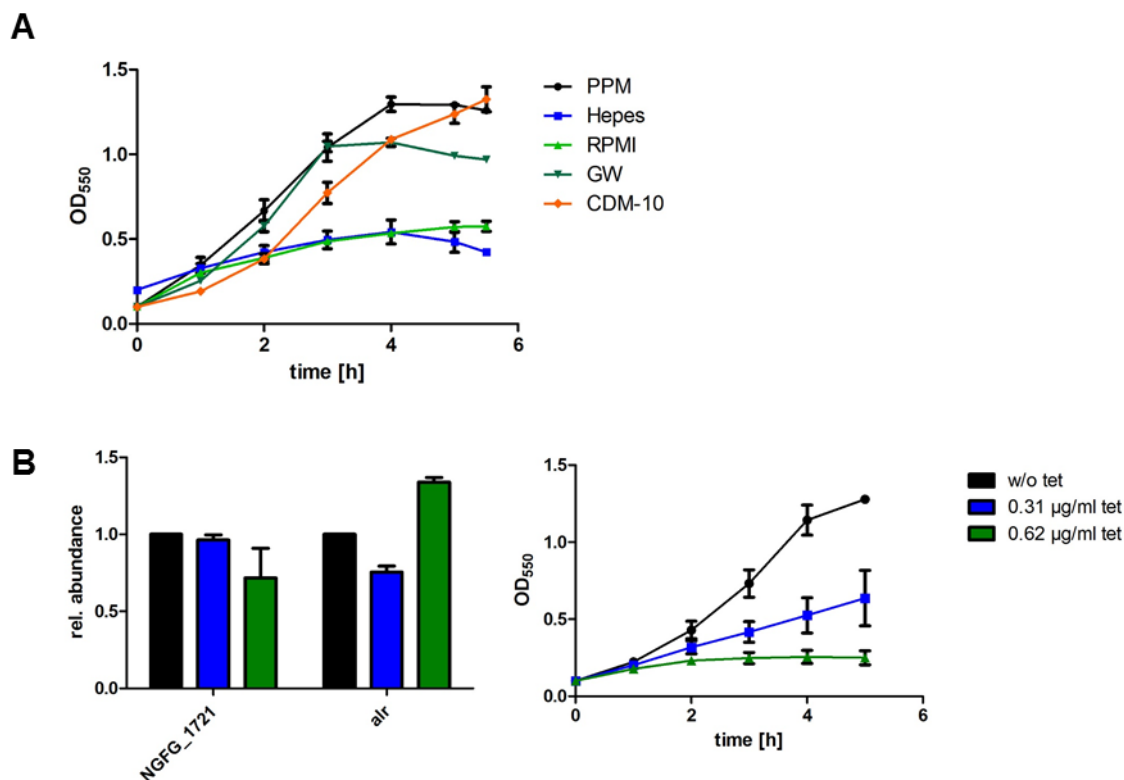 A
1.5
1.0
0.5
0.0
OD550
0
2
4
6
time [h]
PPM
Hepes
RPMI
GW
CDM-10
B
1.5
1.0
0.5
0.0
rel. abundance
NGFG_1721
alr
1.5
1.0
0.5
0.0
OD550
0
2
4
6
time [h]
w/o tet
0.31 µg/ml tet
0.62 µg/ml tet